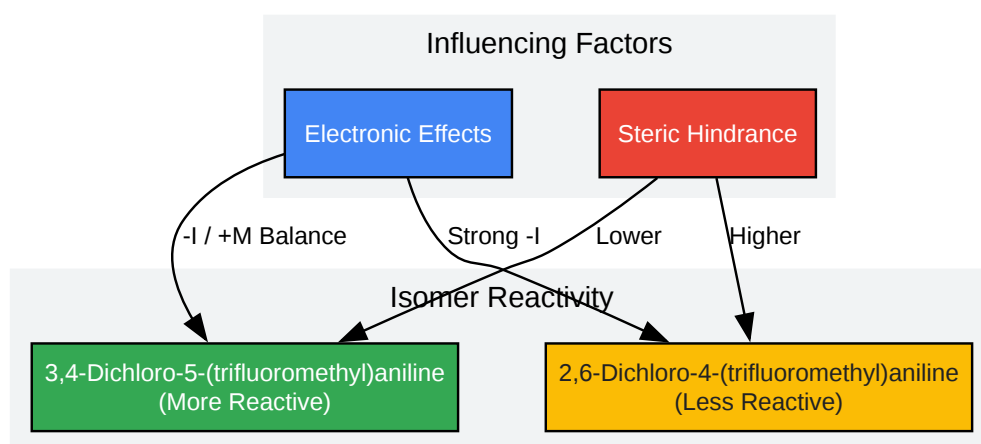 Influencing Factors
Electronic Effects
Steric Hindrance
-I / +M Balance
Strong -I
Lower
Higher
Isomer Reactivity
3,4-Dichloro-5-(trifluoromethyl)aniline
(More Reactive)
2,6-Dichloro-4-(trifluoromethyl)aniline
(Less Reactive)